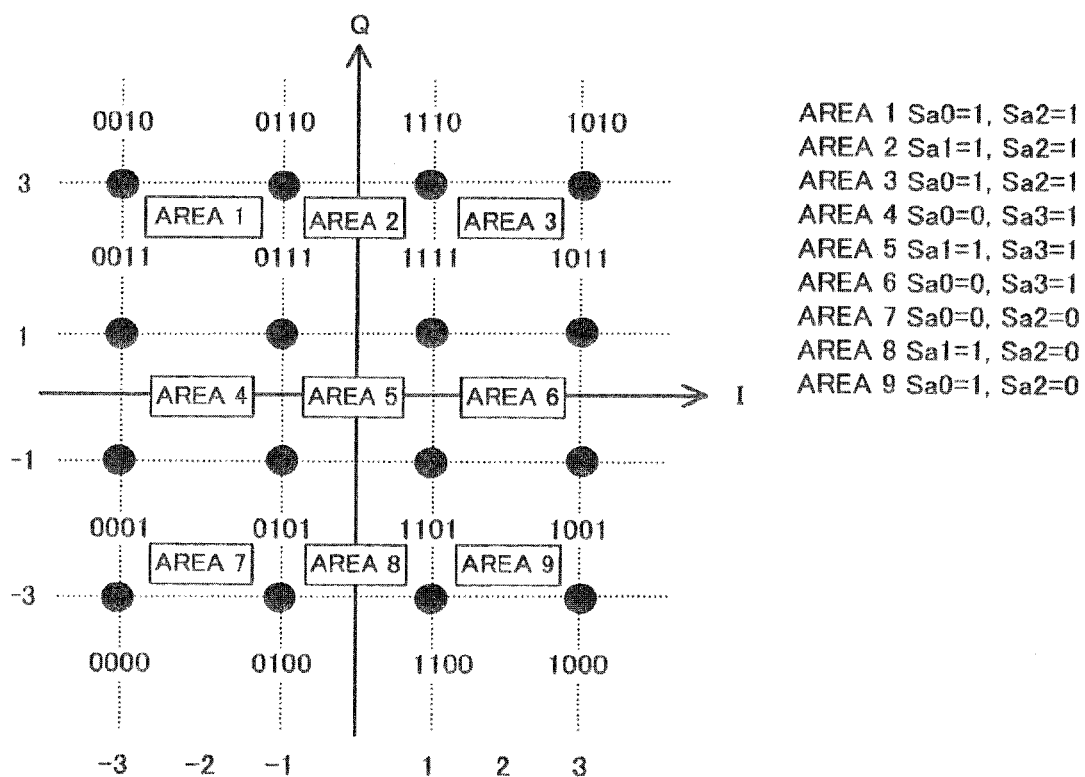 Q
0010 0110 1110 1010
3
AREA 1 AREA 2 AREA 3
0011 0111 1111 1011
1
AREA 4 AREA 5 AREA 6 I
-1
0001 0101 1101 1001
AREA 7 AREA 8 AREA 9
-3
0000 0100 1100 1000
-3 -2 -1 1 2 3
AREA 1 Sa0=1, Sa2=1
AREA 2 Sa1=1, Sa2=1
AREA 3 Sa0=1, Sa2=1
AREA 4 Sa0=0, Sa3=1
AREA 5 Sa1=1, Sa3=1
AREA 6 Sa0=0, Sa3=1
AREA 7 Sa0=0, Sa2=0
AREA 8 Sa1=1, Sa2=0
AREA 9 Sa0=1, Sa2=0